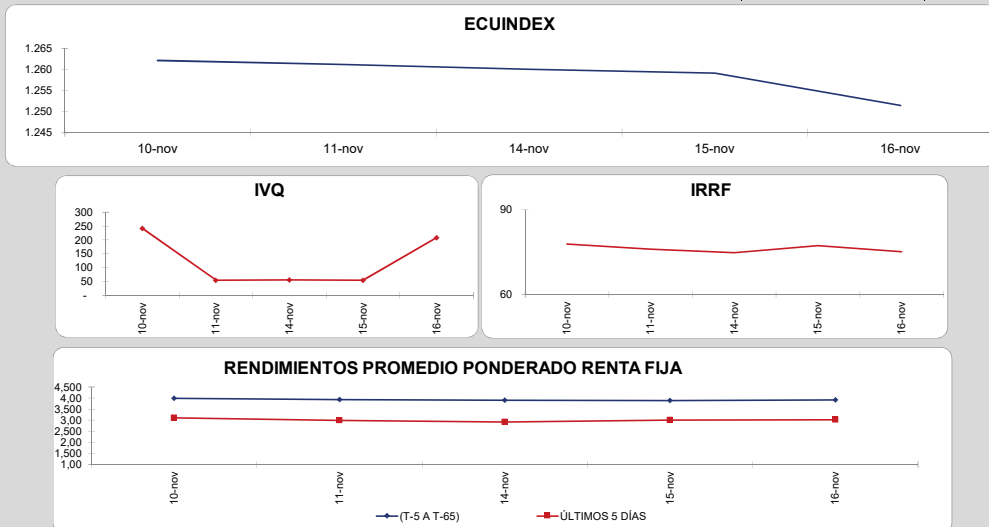 ECUINDEX
1.265
1.260
1.255
1.250
1.245
10-nov 11-nov 14-nov 15-nov 16-nov
IVQ
300
250
200
150
100
50
-
10-nov 11-nov 14-nov 15-nov 16-nov
IRRF
90
60
10-nov 11-nov 14-nov 15-nov 16-nov
RENDIMIENTOS PROMEDIO PONDERADO RENTA FIJA
4,500
4,00
3,500
3,00
2,500
2,00
1,500
1,00
10-nov 11-nov 14-nov 15-nov 16-nov
(T-5 A T-65) ÚLTIMOS 5 DÍAS